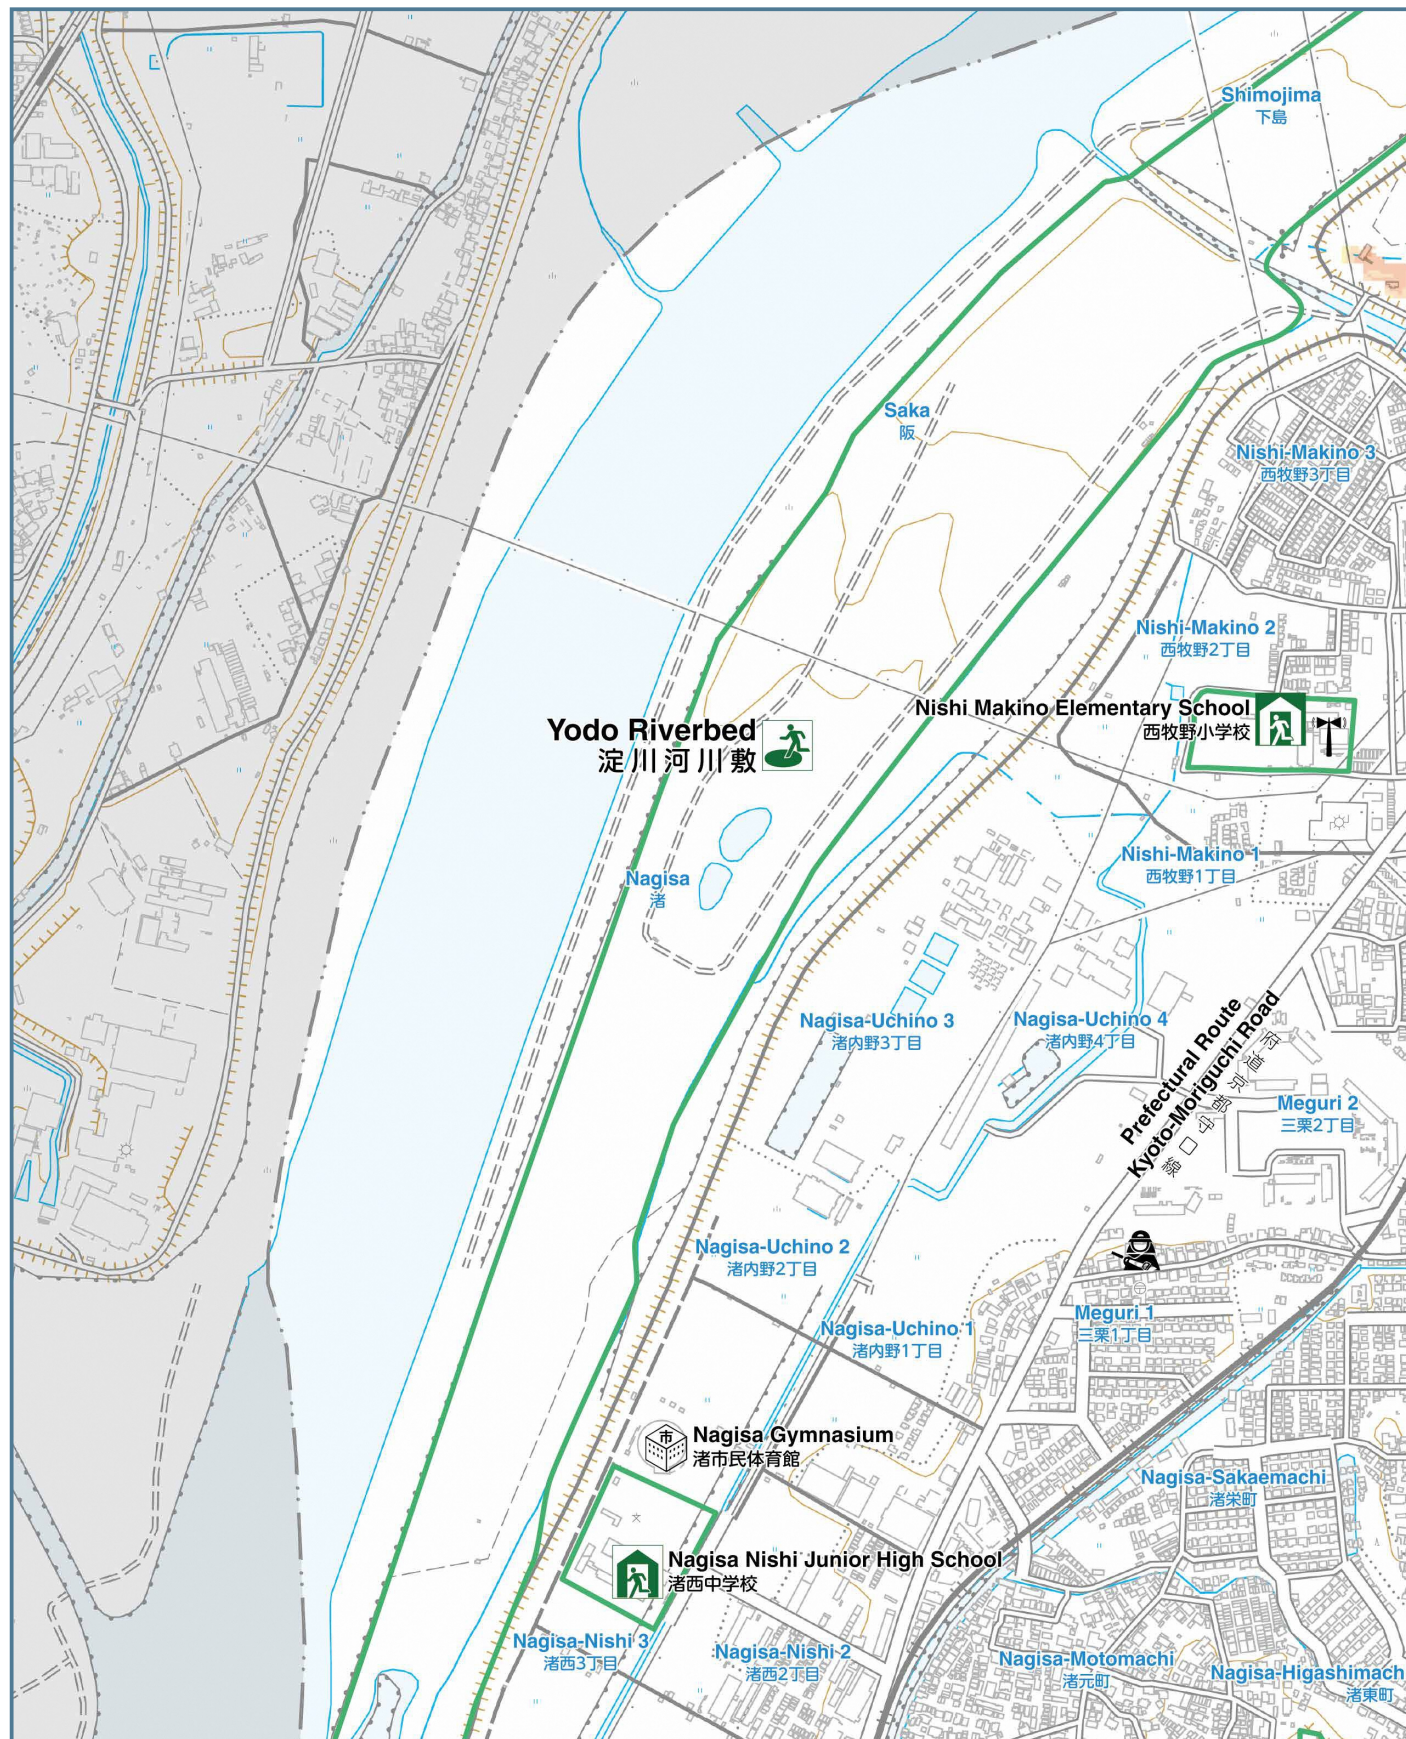 Shimojima
下島
Saka
阪
Nishi-Makino 3
西牧野3丁目
Nishi-Makino 2
西牧野2丁目
Nishi Makino Elementary School
西牧野小学校
Yodo Riverbed
淀川河川敷
Nishi-Makino 1
西牧野1丁目
Nagisa
渚
Nagisa-Uchino 3
渚内野3丁目
Nagisa-Uchino 4
渚内野4丁目
Prefectural Route
Kyoto-Moriguchi Road
府道京都守口線
Meguri 2
三栗2丁目
Nagisa-Uchino 2
渚内野2丁目
Meguri 1
三栗1丁目
Nagisa-Uchino 1
渚内野1丁目
市
Nagisa Gymnasium
渚市民体育館
Nagisa-Sakaemachi
渚栄町
文
Nagisa Nishi Junior High School
渚西中学校
Nagisa-Nishi 3
渚西3丁目
Nagisa-Nishi 2
渚西2丁目
Nagisa-Motomachi
渚元町
Nagisa-Higashimach
渚東町